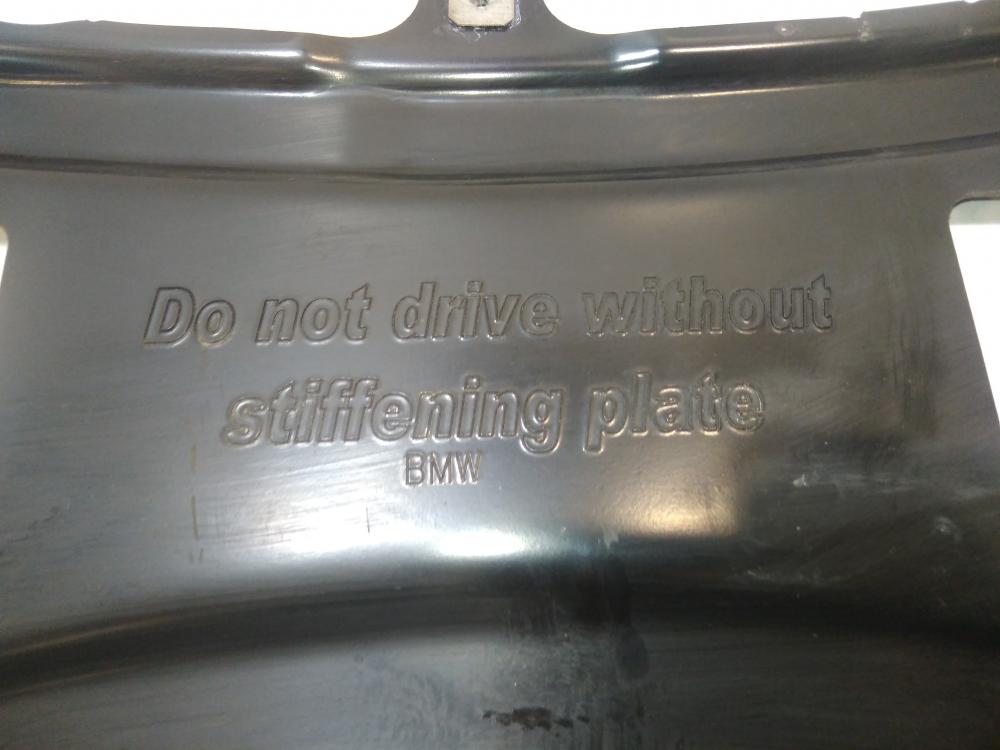 Do not drive without
stiffening plate
BMW